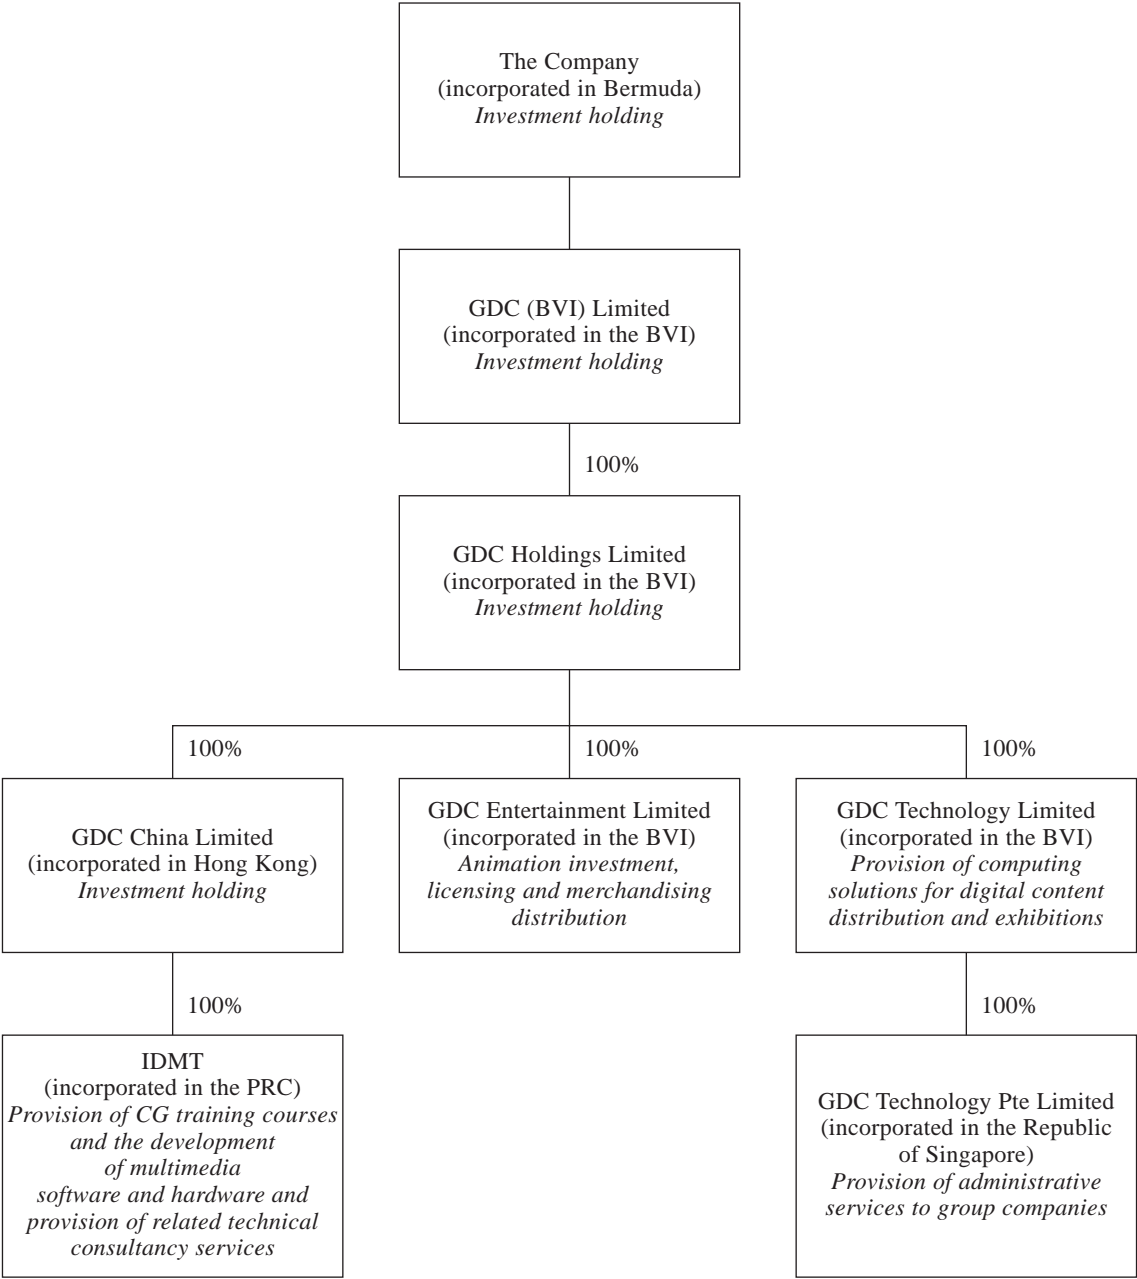 The Company
(incorporated in Bermuda)
Investment holding
GDC (BVI) Limited
(incorporated in the BVI)
Investment holding
100%
GDC Holdings Limited
(incorporated in the BVI)
Investment holding
100%
100%
100%
GDC China Limited
(incorporated in Hong Kong)
Investment holding
GDC Entertainment Limited
(incorporated in the BVI)
Animation investment,
licensing and merchandising
distribution
GDC Technology Limited
(incorporated in the BVI)
Provision of computing
solutions for digital content
distribution and exhibitions
100%
100%
IDMT
(incorporated in the PRC)
Provision of CG training courses
and the development
of multimedia
software and hardware and
provision of related technical
consultancy services
GDC Technology Pte Limited
(incorporated in the Republic
of Singapore)
Provision of administrative
services to group companies